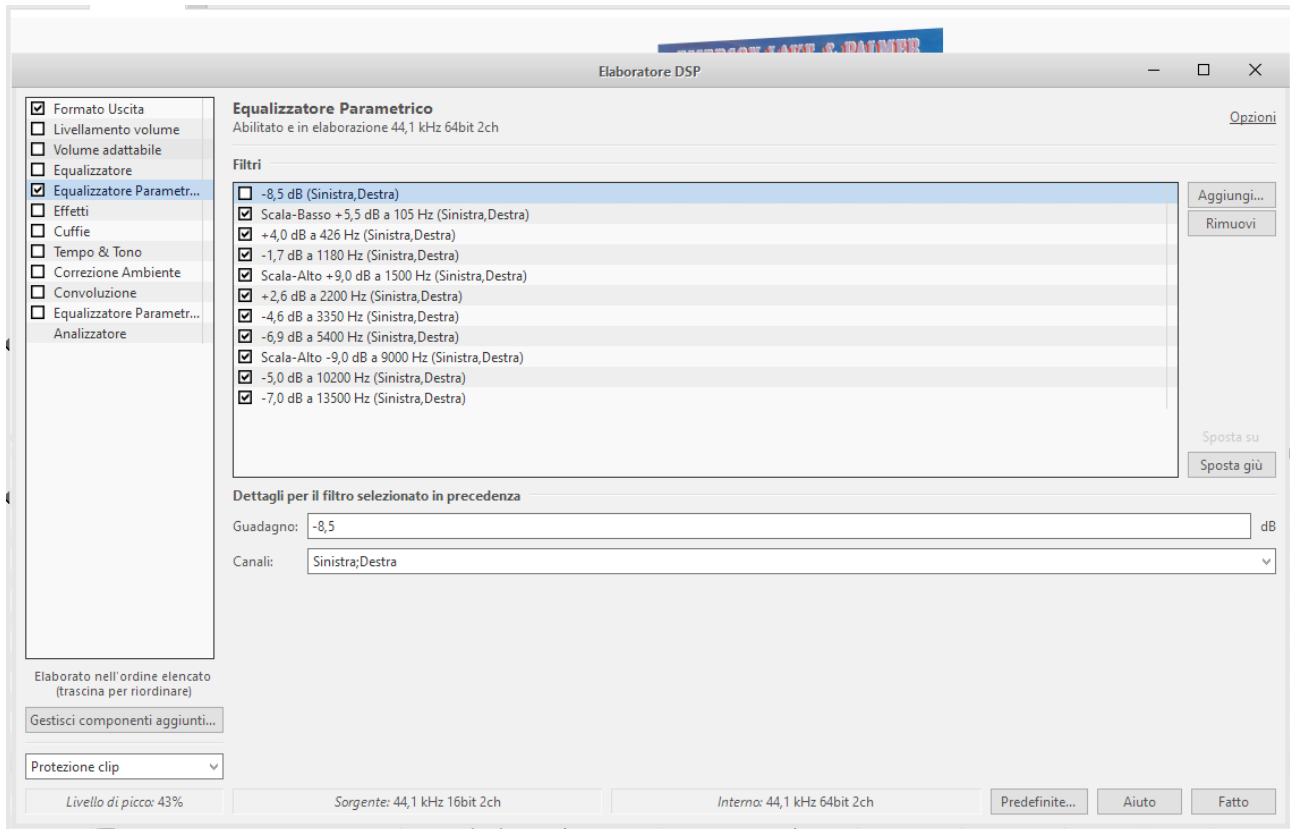 EMERSON LAKE & PALMER
Elaboratore DSP
Formato Uscita
Livellamento volume
Volume adattabile
Equalizzatore
Equalizzatore Parametr...
Effetti
Cuffie
Tempo & Tono
Correzione Ambiente
Convoluzione
Equalizzatore Parametr...
Analizzatore
Elaborato nell'ordine elencato
(trascina per riordinare)
Gestisci componenti aggiunti...
Protezione clip
Equalizzatore Parametrico
Abilitato e in elaborazione 44,1 kHz 64bit 2ch
Opzioni
Filtri
-8,5 dB (Sinistra,Destra)
Scala-Basso +5,5 dB a 105 Hz (Sinistra,Destra)
+4,0 dB a 426 Hz (Sinistra,Destra)
-1,7 dB a 1180 Hz (Sinistra,Destra)
Scala-Alto +9,0 dB a 1500 Hz (Sinistra,Destra)
+2,6 dB a 2200 Hz (Sinistra,Destra)
-4,6 dB a 3350 Hz (Sinistra,Destra)
-6,9 dB a 5400 Hz (Sinistra,Destra)
Scala-Alto -9,0 dB a 9000 Hz (Sinistra,Destra)
-5,0 dB a 10200 Hz (Sinistra,Destra)
-7,0 dB a 13500 Hz (Sinistra,Destra)
Aggiungi...
Rimuovi
Sposta su
Sposta giù
Dettagli per il filtro selezionato in precedenza
Guadagno: -8,5 dB
Canali: Sinistra;Destra
Livello di picco: 43%
Sorgente: 44,1 kHz 16bit 2ch
Interno: 44,1 kHz 64bit 2ch
Predefinite...
Aiuto
Fatto